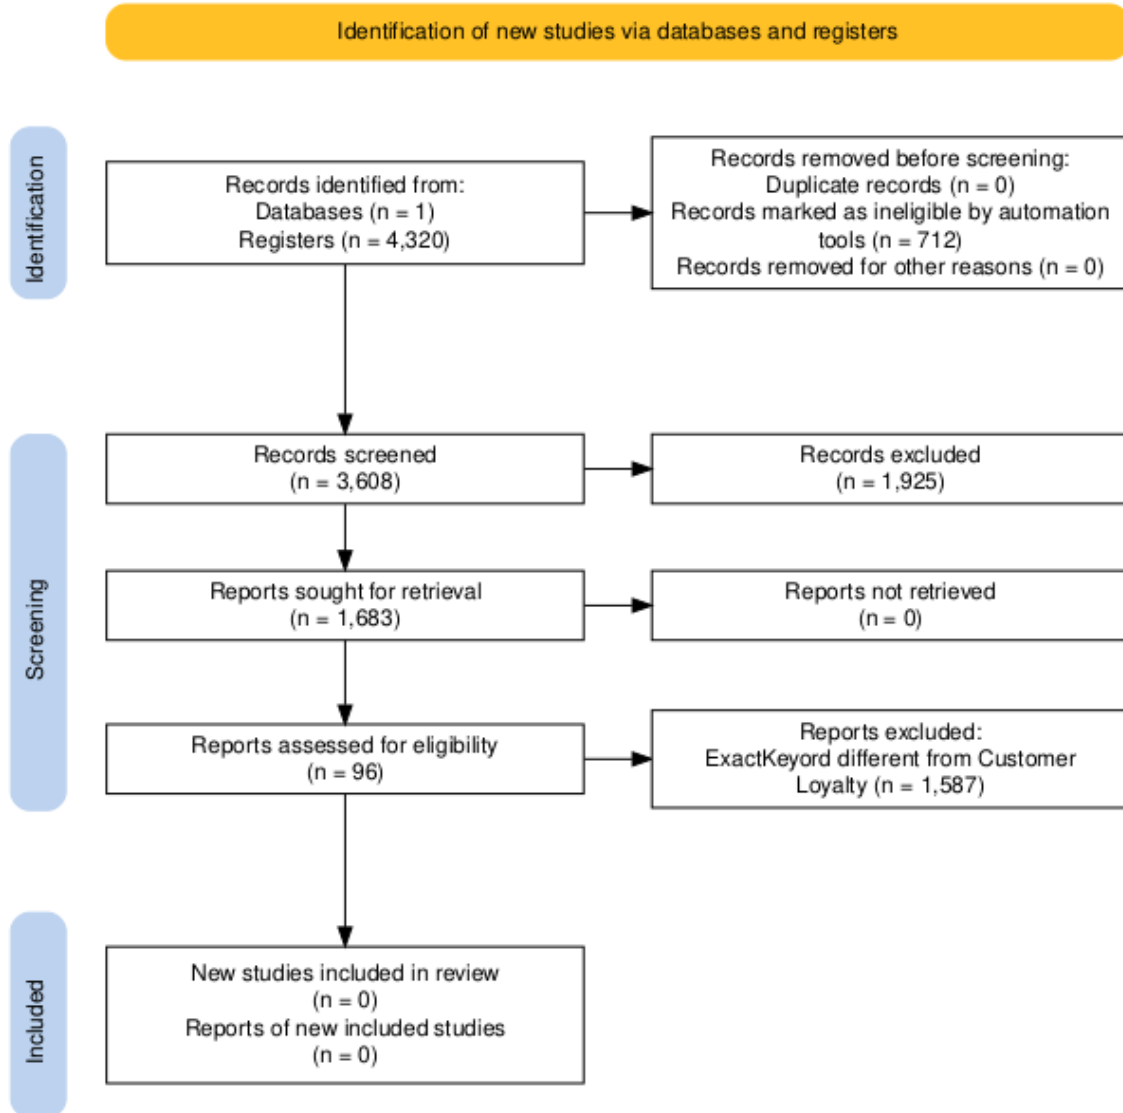 Identification of new studies via databases and registers
Identification
Records identified from:
Databases (n = 1)
Registers (n = 4,320)
Records removed before screening:
Duplicate records (n = 0)
Records marked as ineligible by automation
tools (n = 712)
Records removed for other reasons (n = 0)
Screening
Records screened
(n = 3,608)
Records excluded
(n = 1,925)
Reports sought for retrieval
(n = 1,683)
Reports not retrieved
(n = 0)
Reports assessed for eligibility
(n = 96)
Reports excluded:
ExactKeyord different from Customer
Loyalty (n = 1,587)
Included
New studies included in review
(n = 0)
Reports of new included studies
(n = 0)